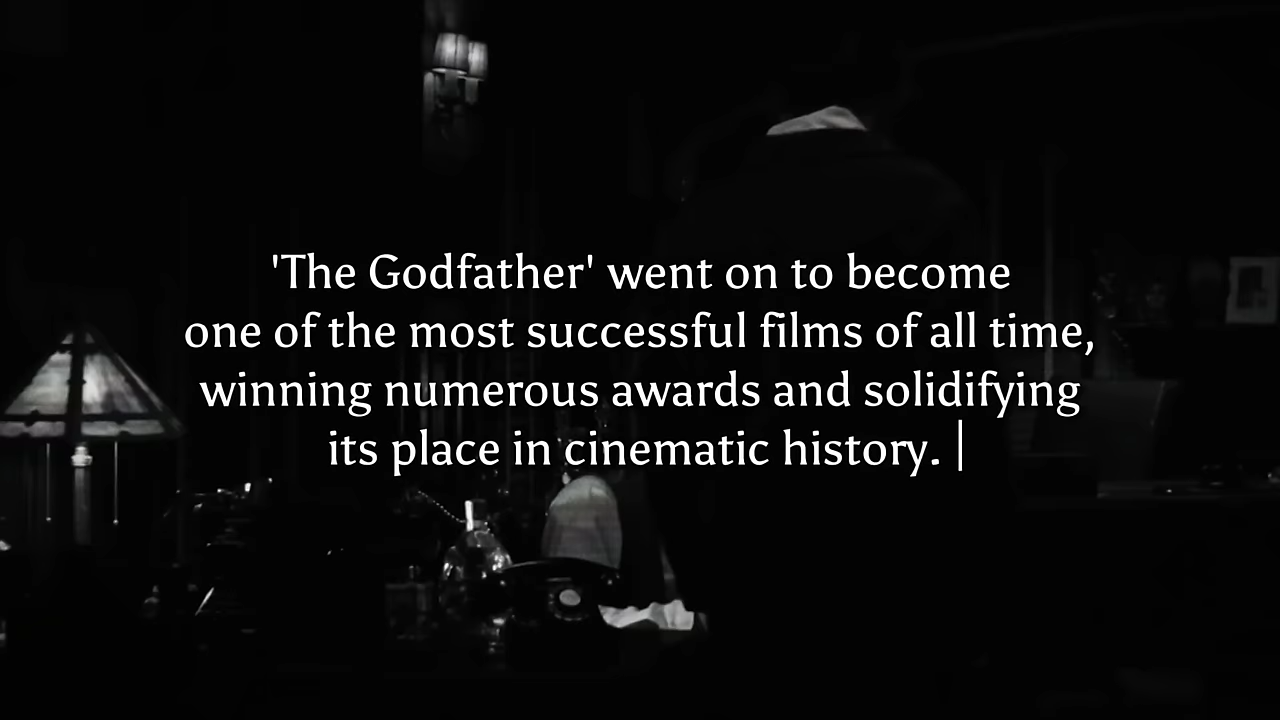 'The Godfather' went on to become
one of the most successful films of all time,
winning numerous awards and solidifying
its place in cinematic history. |